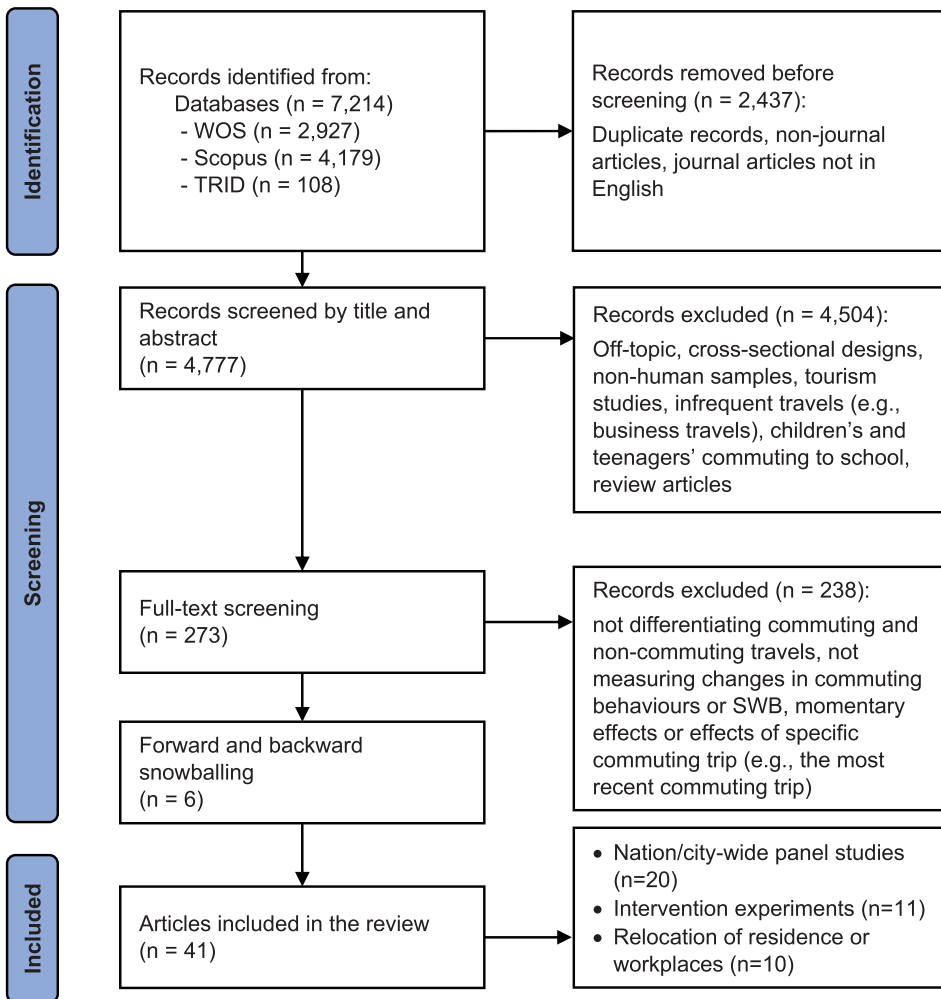 Identification
Records identified from:
Databases (n = 7,214)
- WOS (n = 2,927)
- Scopus (n = 4,179)
- TRID (n = 108)
Records removed before
screening (n = 2,437):
Duplicate records, non-journal
articles, journal articles not in
English
Screening
Records screened by title and
abstract
(n = 4,777)
Records excluded (n = 4,504):
Off-topic, cross-sectional designs,
non-human samples, tourism
studies, infrequent travels (e.g.,
business travels), children’s and
teenagers’ commuting to school,
review articles
Full-text screening
(n = 273)
Records excluded (n = 238):
not differentiating commuting and
non-commuting travels, not
measuring changes in commuting
behaviours or SWB, momentary
effects or effects of specific
commuting trip (e.g., the most
recent commuting trip)
Forward and backward
snowballing
(n = 6)
Included
Articles included in the review
(n = 41)
• Nation/city-wide panel studies
(n=20)
• Intervention experiments (n=11)
• Relocation of residence or
workplaces (n=10)